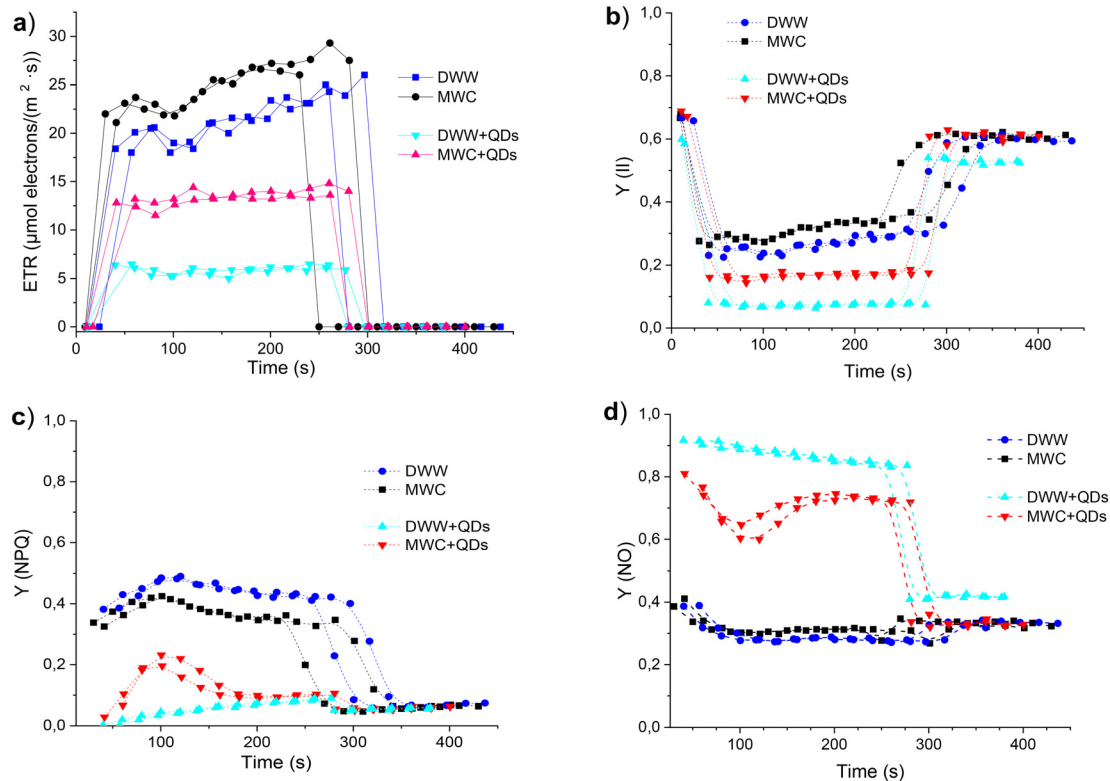 a)
ETR (μmol electrons/(m² ·s))
30
25
20
15
10
5
0
0 100 200 300 400
Time (s)
DWW
MWC
DWW+QDs
MWC+QDs
b)
Y (II)
1,0
0,8
0,6
0,4
0,2
0,0
0 100 200 300 400
Time (s)
DWW
MWC
DWW+QDs
MWC+QDs
c)
Y (NPQ)
1,0
0,8
0,6
0,4
0,2
0,0
100 200 300 400
Time (s)
DWW
MWC
DWW+QDs
MWC+QDs
d)
Y (NO)
1,0
0,8
0,6
0,4
0,2
0,0
100 200 300 400
Time (s)
DWW
MWC
DWW+QDs
MWC+QDs